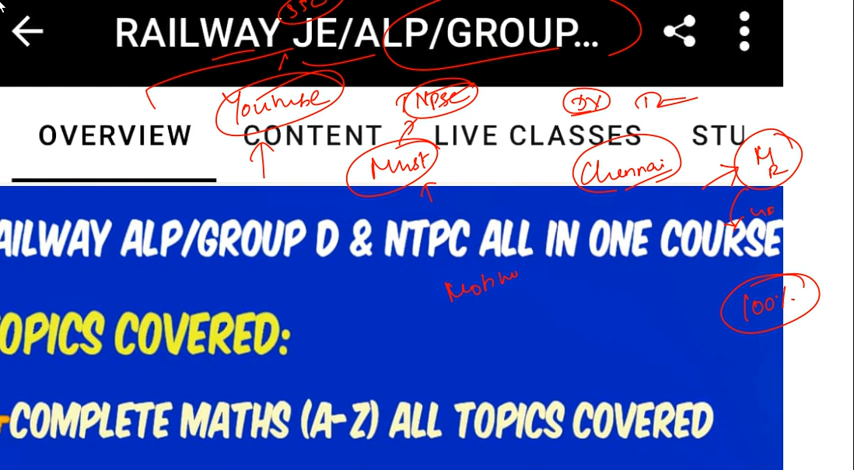 SSC
RAILWAY JE/ALP/GROUP...
Youtube
NPSC
OVERVIEW CONTENT LIVE CLASSES STU
Must
Chennai
AILWAY ALP/GROUP D & NTPC ALL IN ONE COURSE
100%
OPICS COVERED:
COMPLETE MATHS (A-Z) ALL TOPICS COVERED